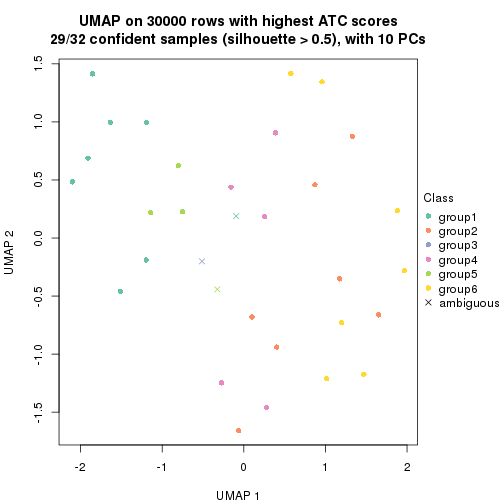 UMAP on 30000 rows with highest ATC scores
29/32 confident samples (silhouette > 0.5), with 10 PCs
1.5
1.0
0.5
0.0
-0.5
-1.0
-1.5
UMAP 2
-2
-1
0
1
2
UMAP 1
Class
group1
group2
group3
group4
group5
group6
ambiguous